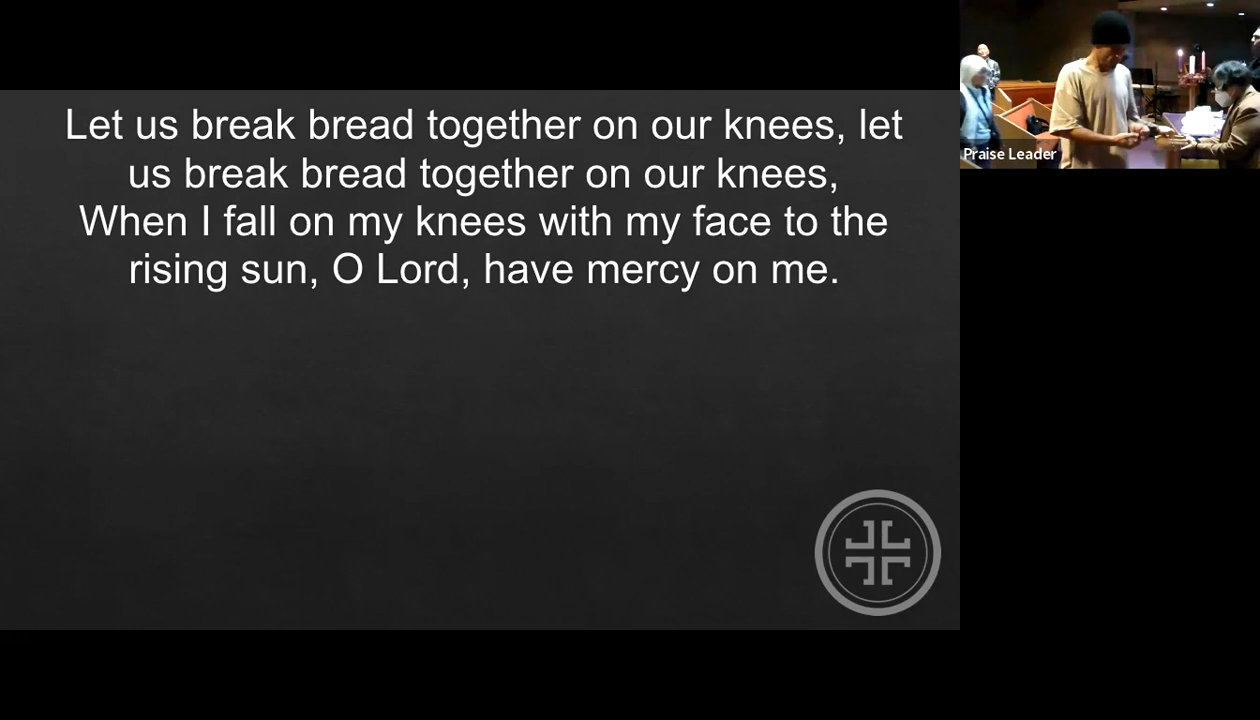 Let us break bread together on our knees, let
us break bread together on our knees,
When I fall on my knees with my face to the
rising sun, O Lord, have mercy on me.
Praise Leader